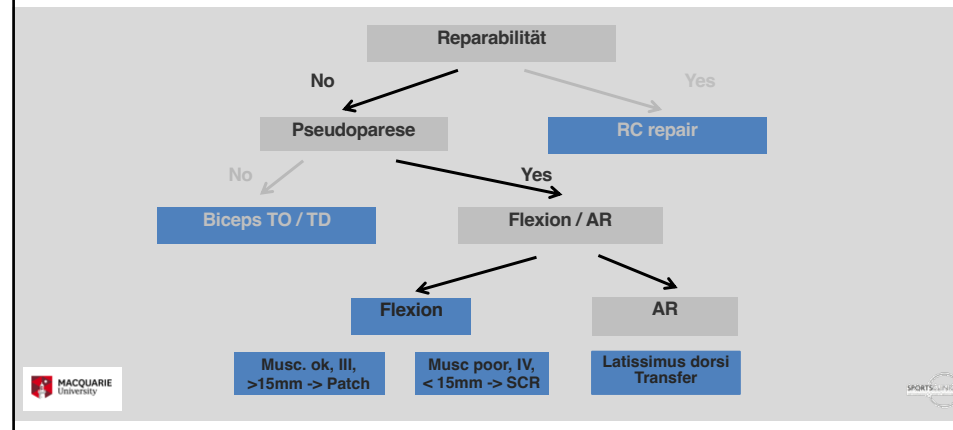 Reparabilität
No
Yes
Pseudoparese
RC repair
No
Yes
Biceps TO / TD
Flexion / AR
Flexion
AR
Musc. ok, III,
>15mm -> Patch
Musc poor, IV,
< 15mm -> SCR
Latissimus dorsi
Transfer
MACQUARIE
University